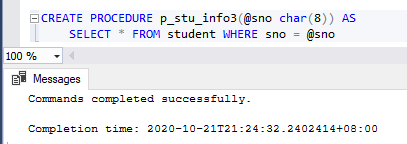 CREATE PROCEDURE p_stu_info3(@sno char(8)) AS
SELECT * FROM student WHERE sno = @sno
100 %
Messages
Commands completed successfully.
Completion time: 2020-10-21T21:24:32.2402414+08:00